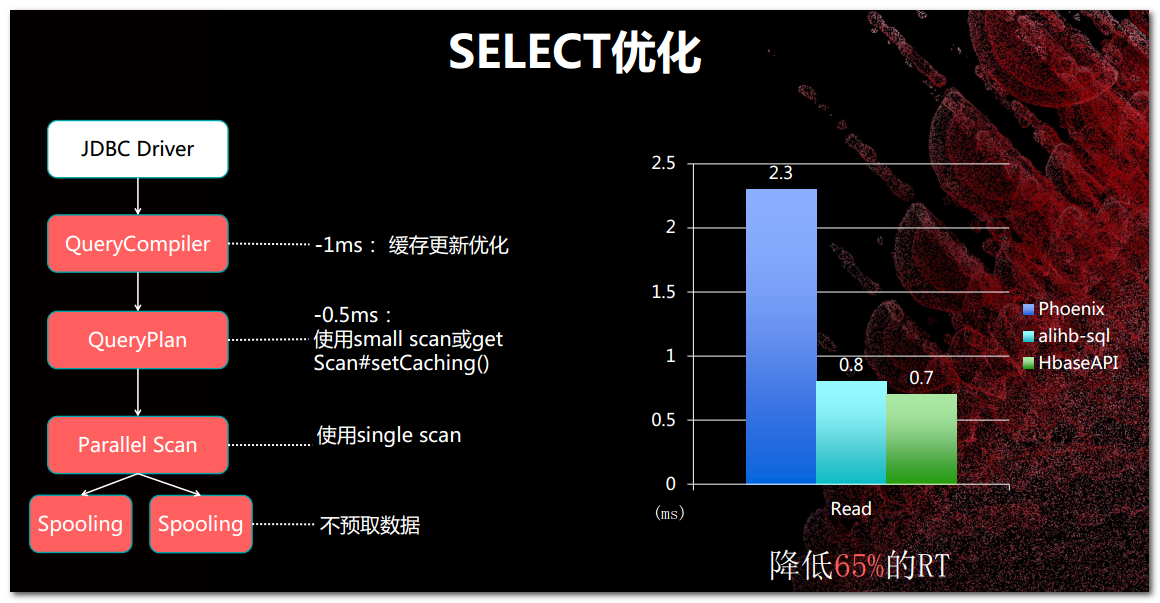 SELECT优化
JDBC Driver
QueryCompiler
-1ms： 缓存更新优化
QueryPlan
-0.5ms：
使用small scan或get
Scan#setCaching()
Parallel Scan
使用single scan
Spooling
Spooling
不预取数据
2.5
2
1.5
1
0.5
0
(ms)
2.3
0.8
0.7
Read
Phoenix
alihb-sql
HbaseAPI
降低65%的RT